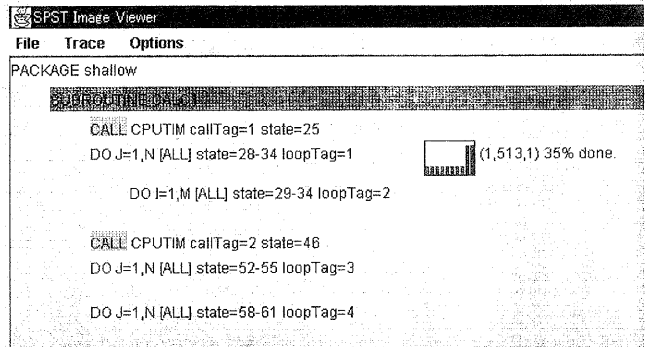 SPST Image Viewer
File Trace Options
PACKAGE shallow
SUBROUTINE CALC1
CALL CPUTIM callTag=1 state=25
DO J=1,N [ALL] state=28-34 loopTag=1 (1,513,1) 35% done.
DO I=1,M [ALL] state=29-34 loopTag=2
CALL CPUTIM callTag=2 state=46
DO J=1,N [ALL] state=52-55 loopTag=3
DO J=1,N [ALL] state=58-61 loopTag=4